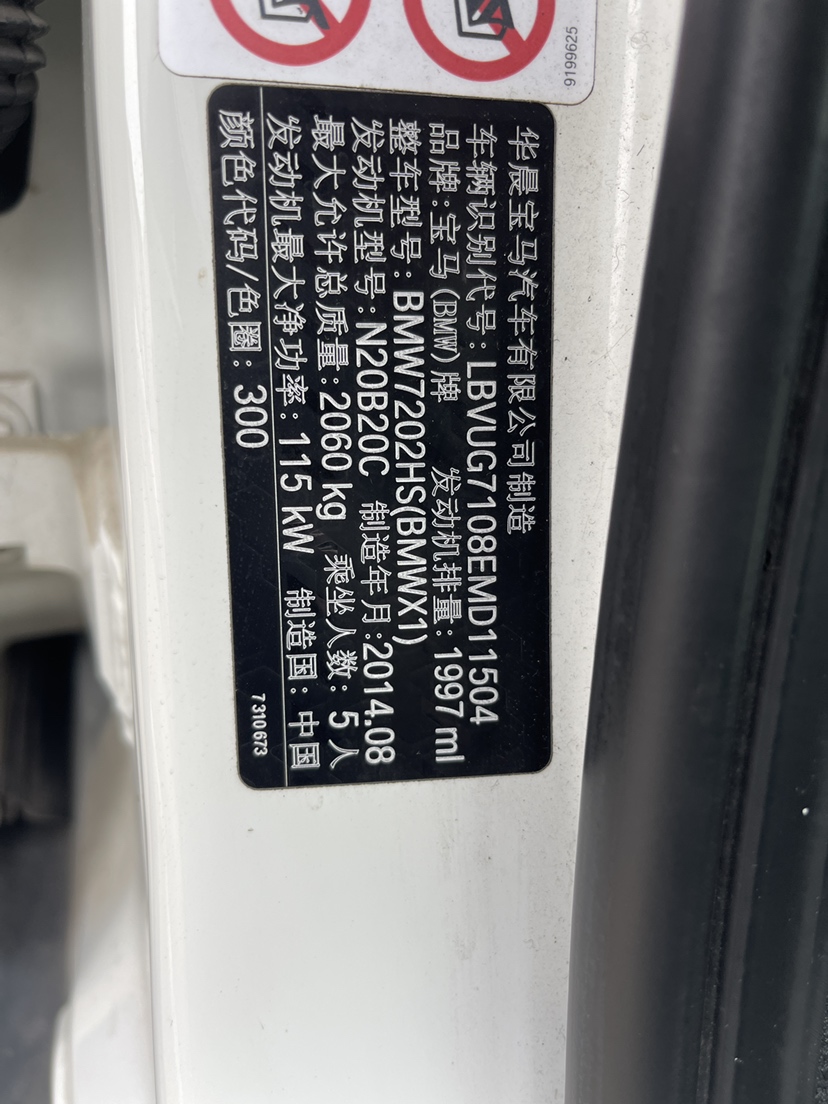 9199625
华晨宝马汽车有限公司制造
车辆识别代号:LBVUG7108EMD11504
品牌:宝马(BMW)牌 发动机排量:1997 ml
整车型号:BMW7202HS(BMWX1)
发动机型号:N20B20C 制造年月:2014.08
最大允许总质量:2060 kg 乘坐人数:5 人
发动机最大净功率:115 kW 制造国:中国
颜色代码/色圈:300
7 310 673